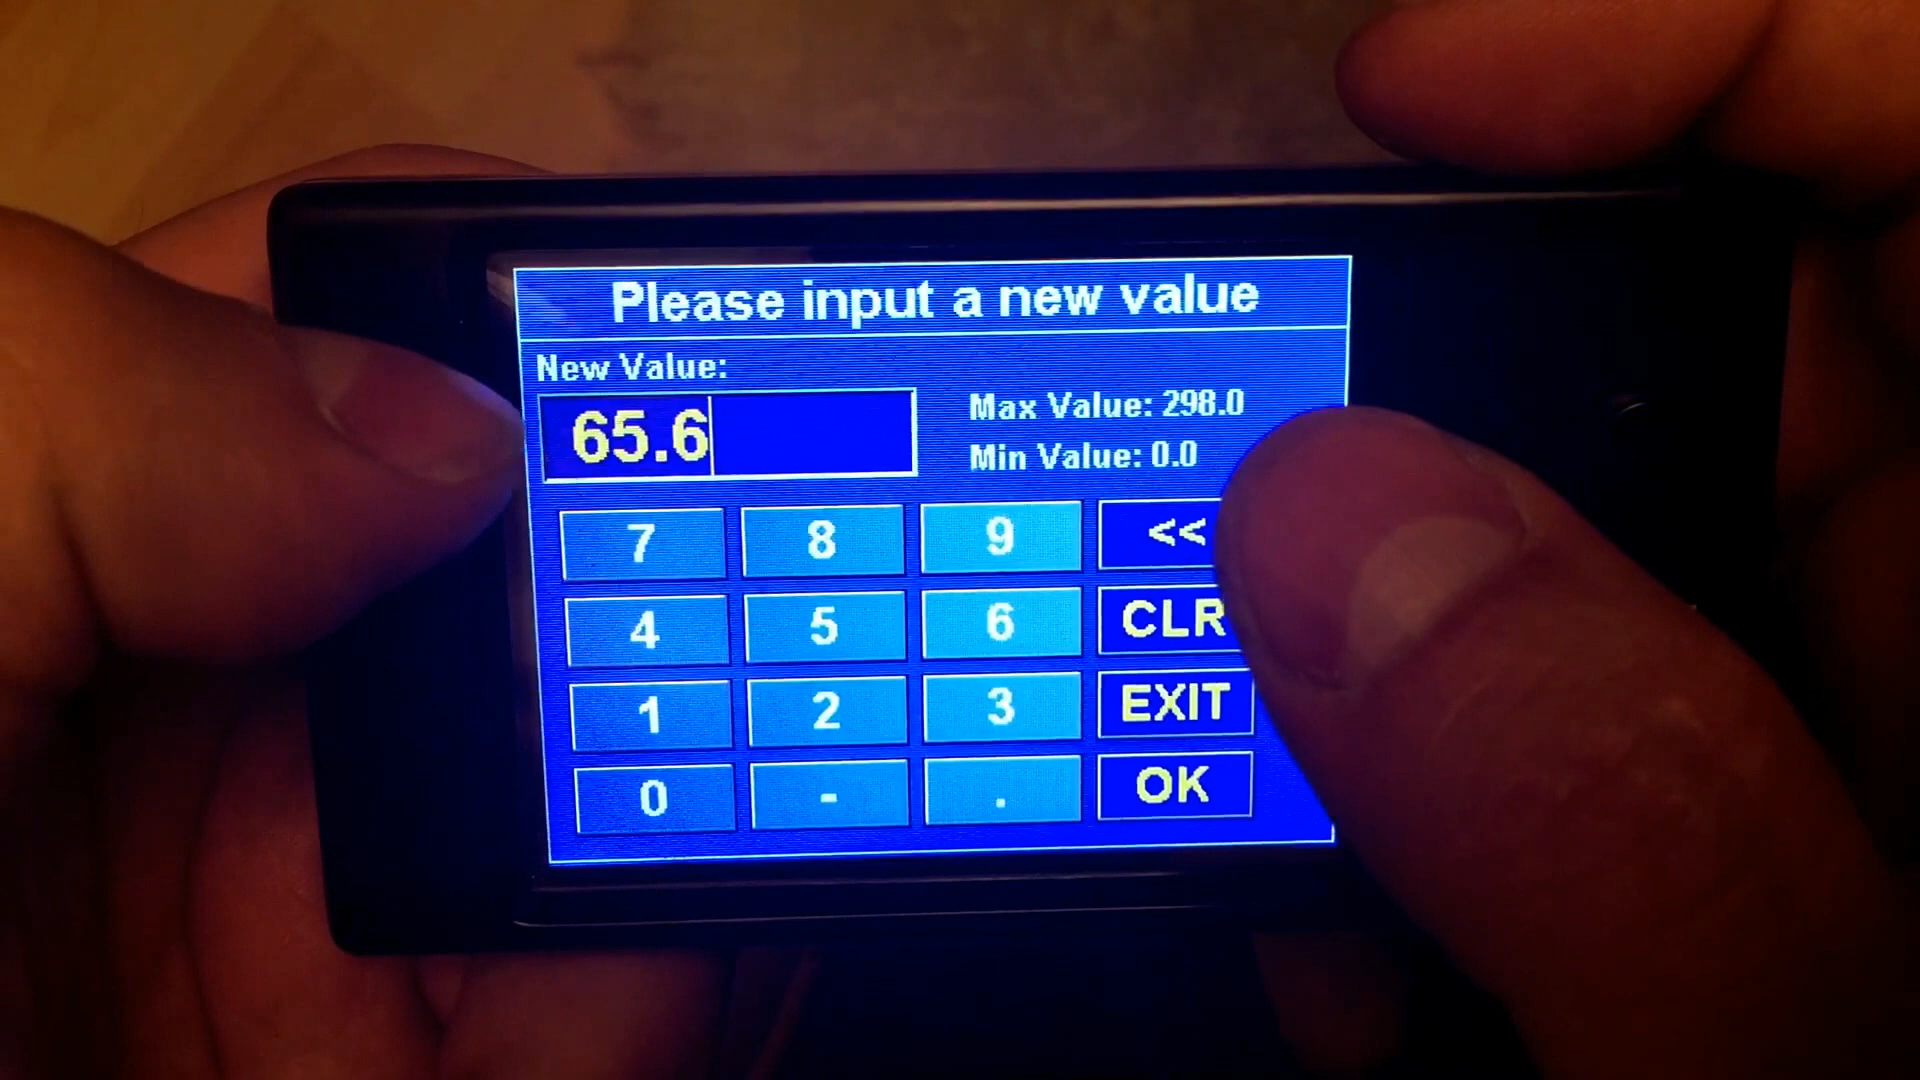 Please input a new value
New Value:
65.6
Max Value: 298.0
Min Value: 0.0
7 8 9 <<
4 5 6 CLR
1 2 3 EXIT
0 - . OK